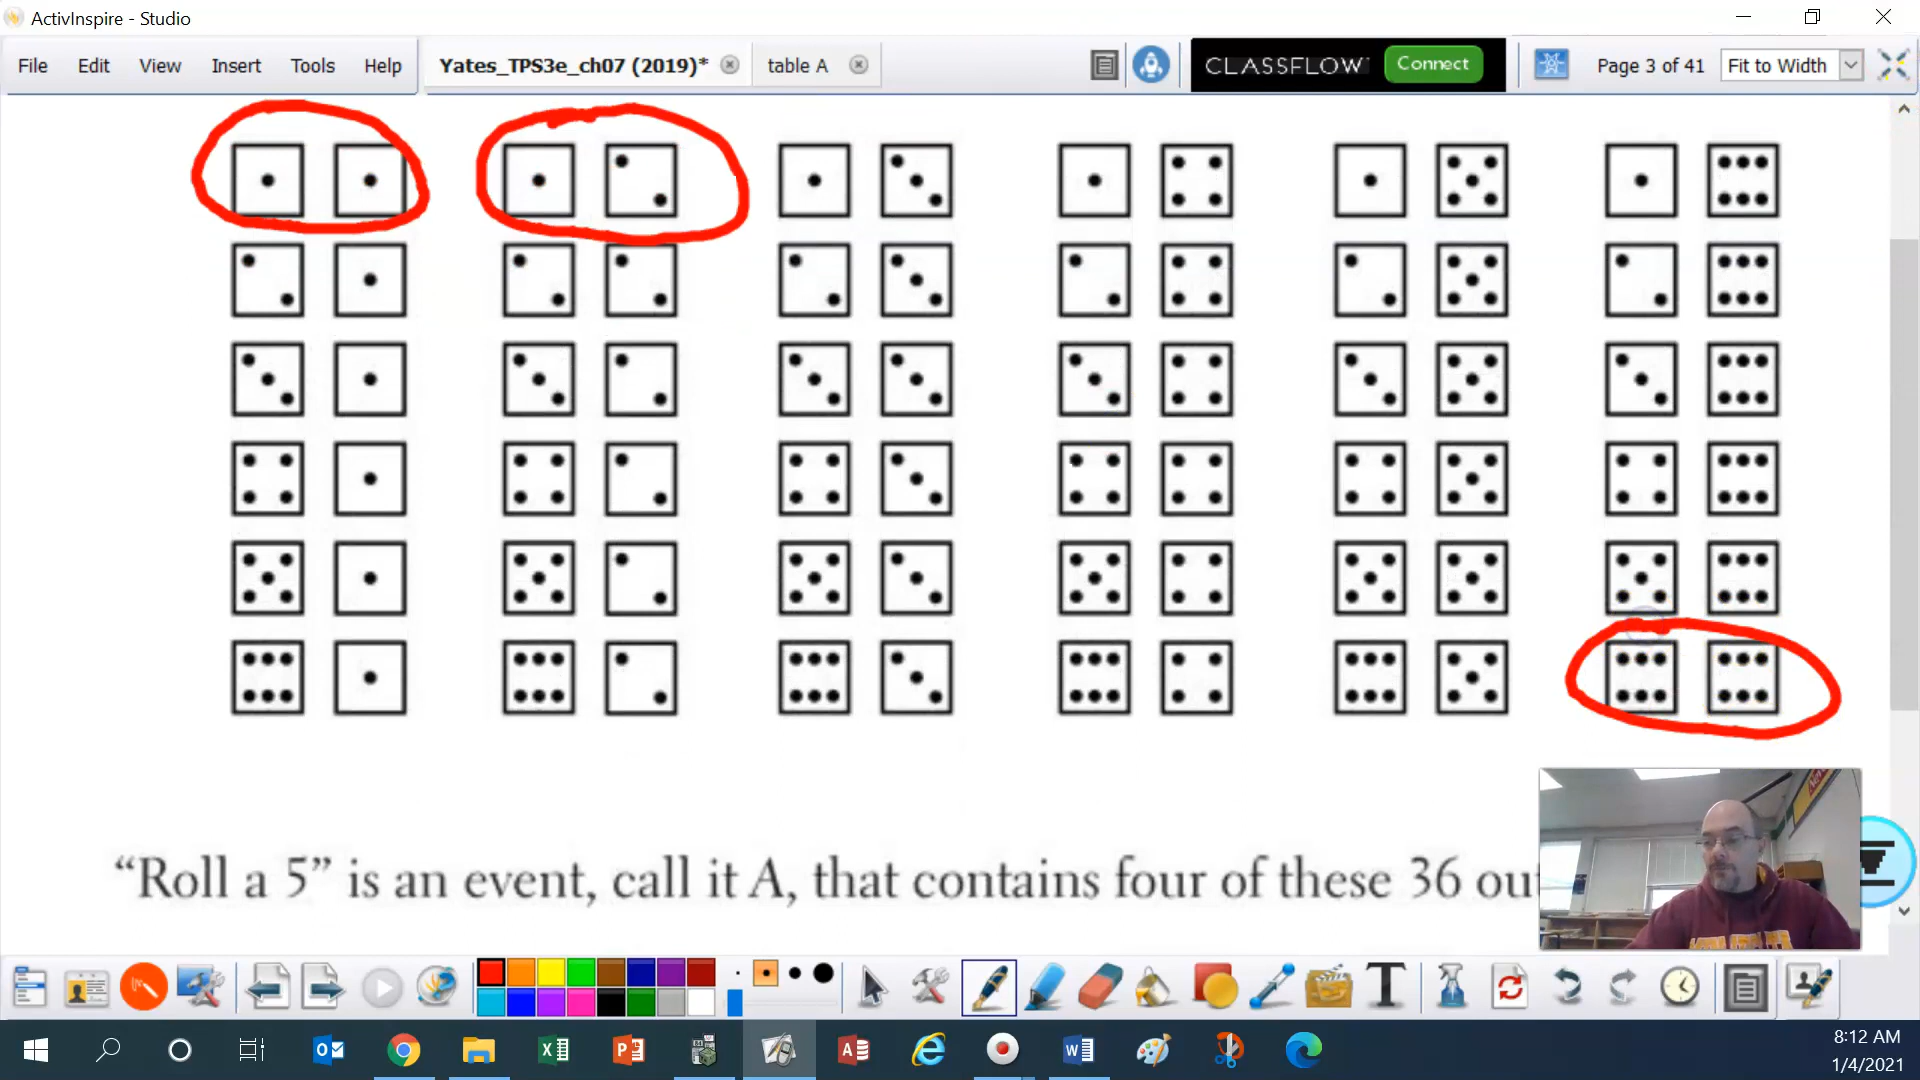 ActivInspire - Studio
File Edit View Insert Tools Help
Yates_TPS3e_ch07 (2019)* table A
CLASSFLOW Connect
Page 3 of 41 Fit to Width
“Roll a 5” is an event, call it A, that contains four of these 36 out
T
8:12 AM
1/4/2021